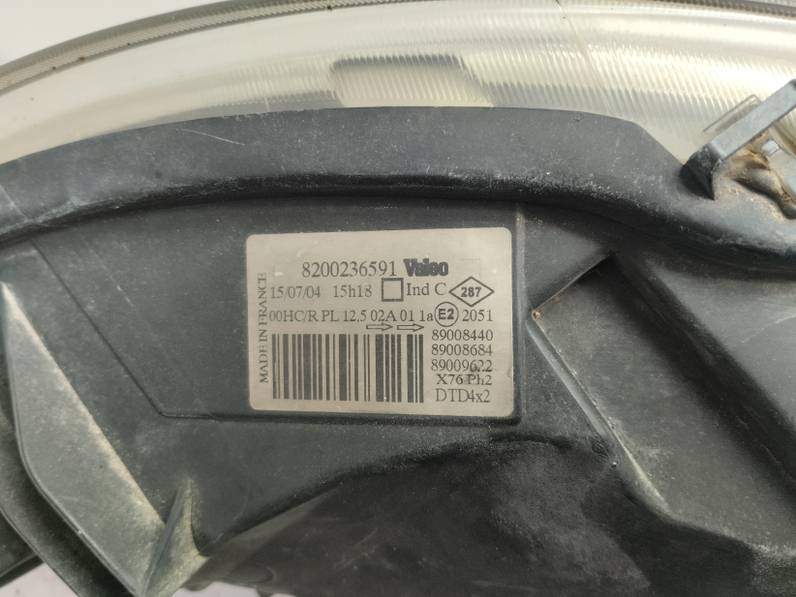 8200236591 Valeo
15/07/04 15h18 Ind C 287
00HC/R PL 12.5 02A 01 1a E2 2051
89008440
89008684
89009622
X76 Ph2
DTD4x2
MADE IN FRANCE